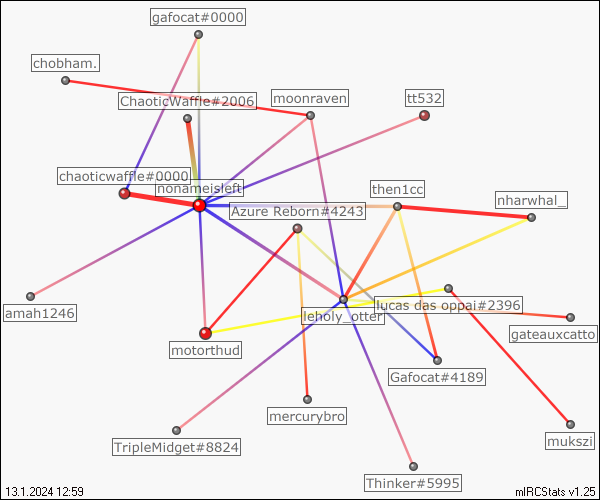 gafocat#0000
chobham.
ChaoticWaffle#2006
moonraven
tt532
chaoticwaffle#0000
nonameisleft
then1cc
nharwhal_
Azure Reborn#4243
amah1246
leholy_otter
lucas das oppai#2396
gateauxcatto
motorthud
Gafocat#4189
mercurybro
mukszi
TripleMidget#8824
Thinker#5995
13.1.2024 12:59
mIRCStats v1.25